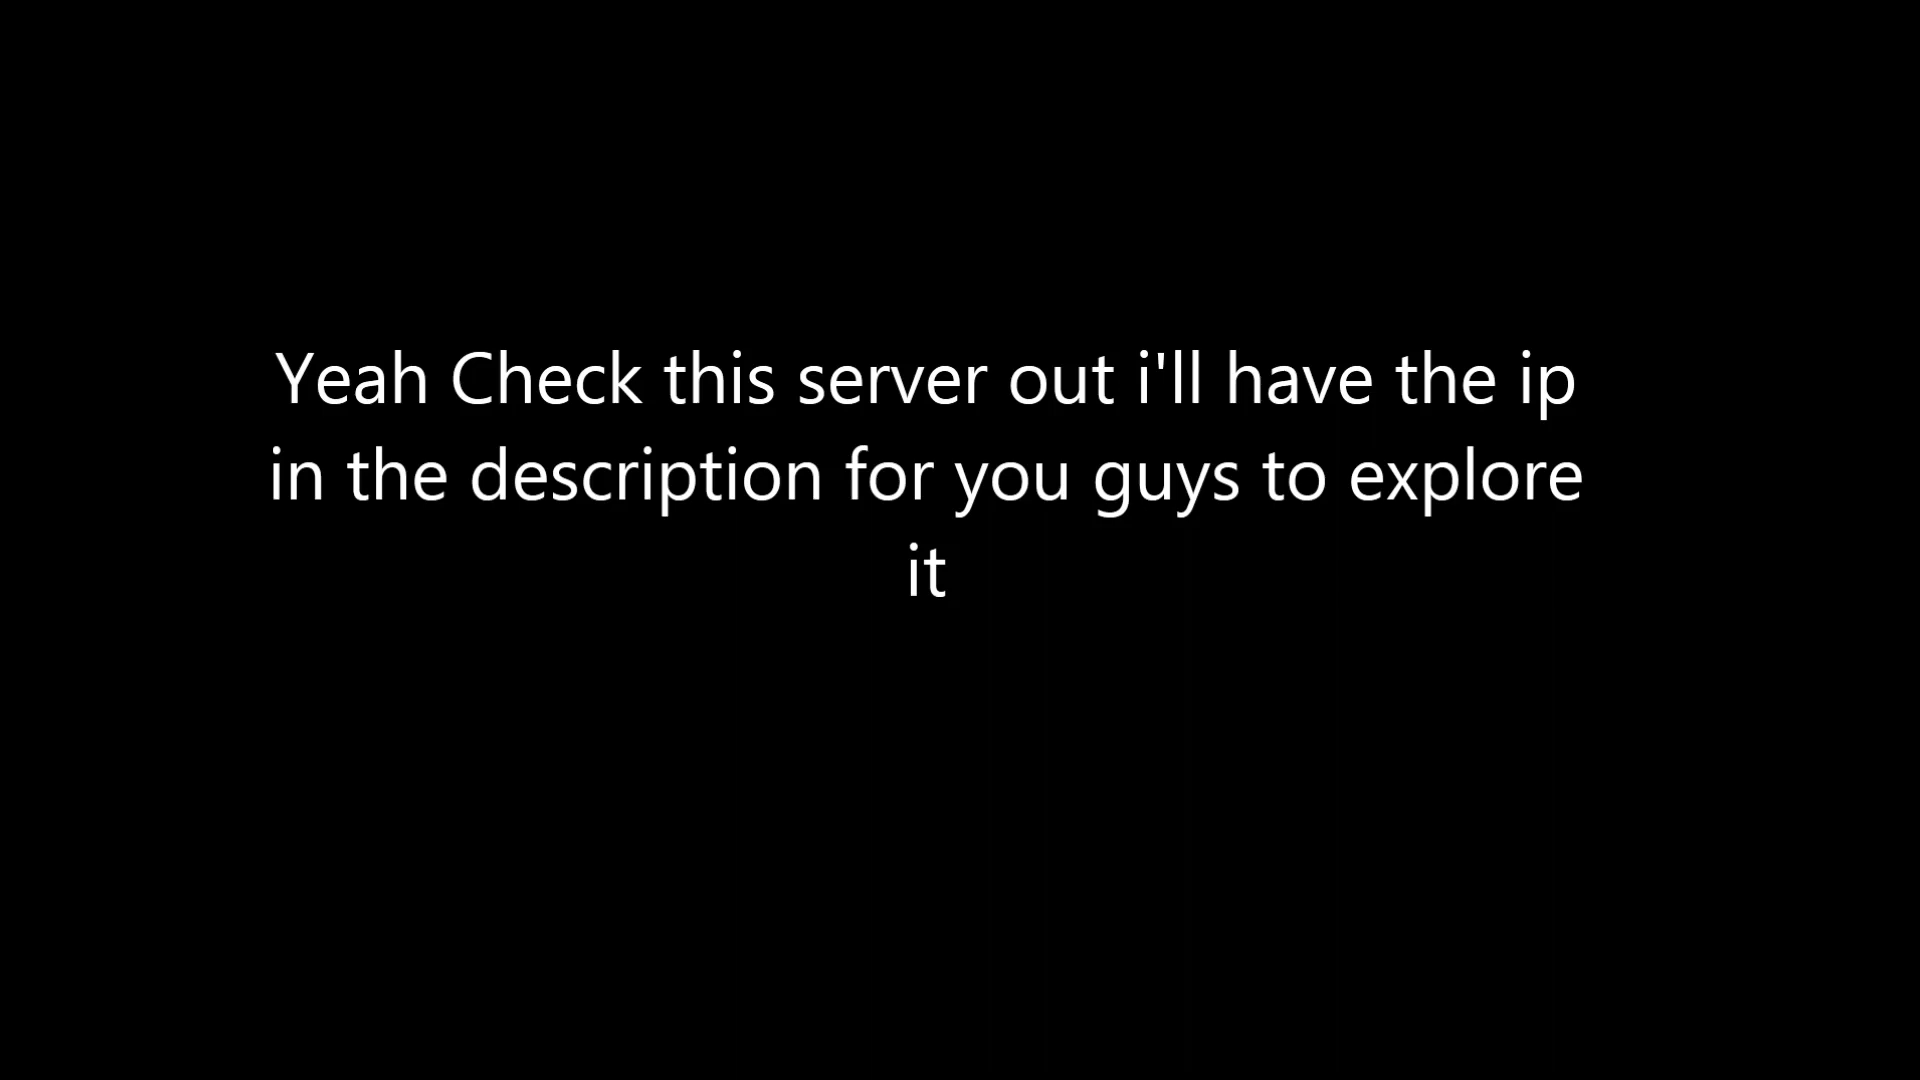 Yeah Check this server out i'll have the ip
in the description for you guys to explore
it